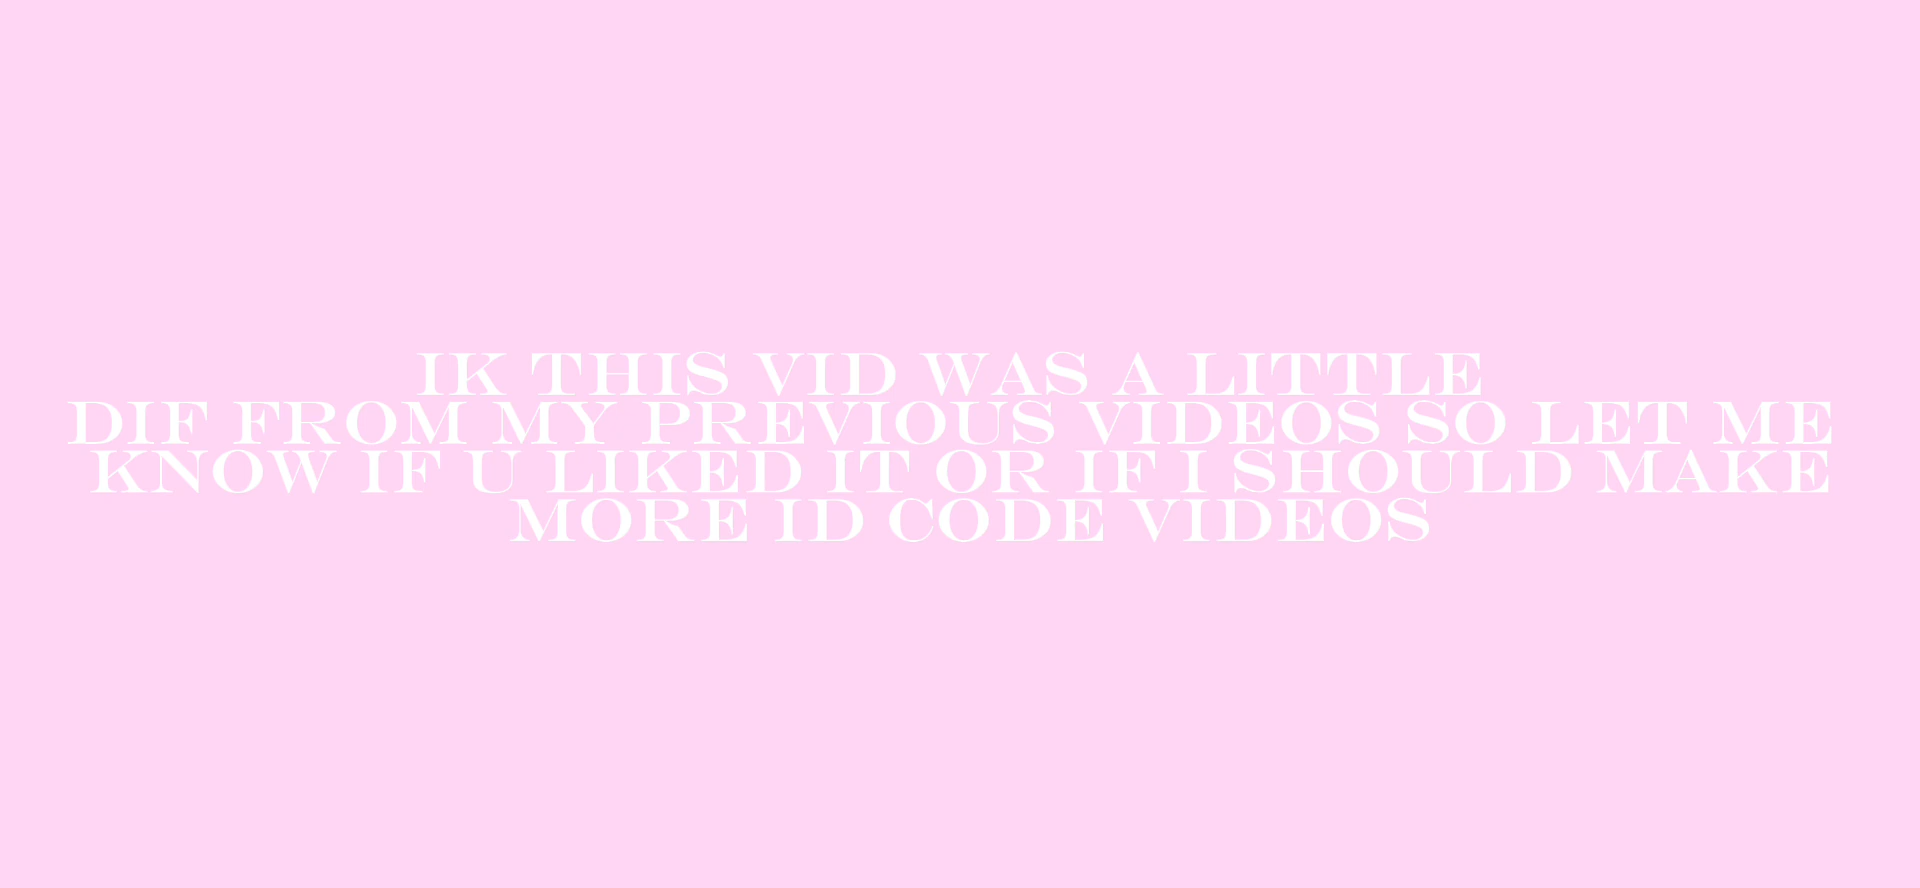 IK THIS VID WAS A LITTLE
DIF FROM MY PREVIOUS VIDEOS SO LET ME
KNOW IF U LIKED IT OR IF I SHOULD MAKE
MORE ID CODE VIDEOS